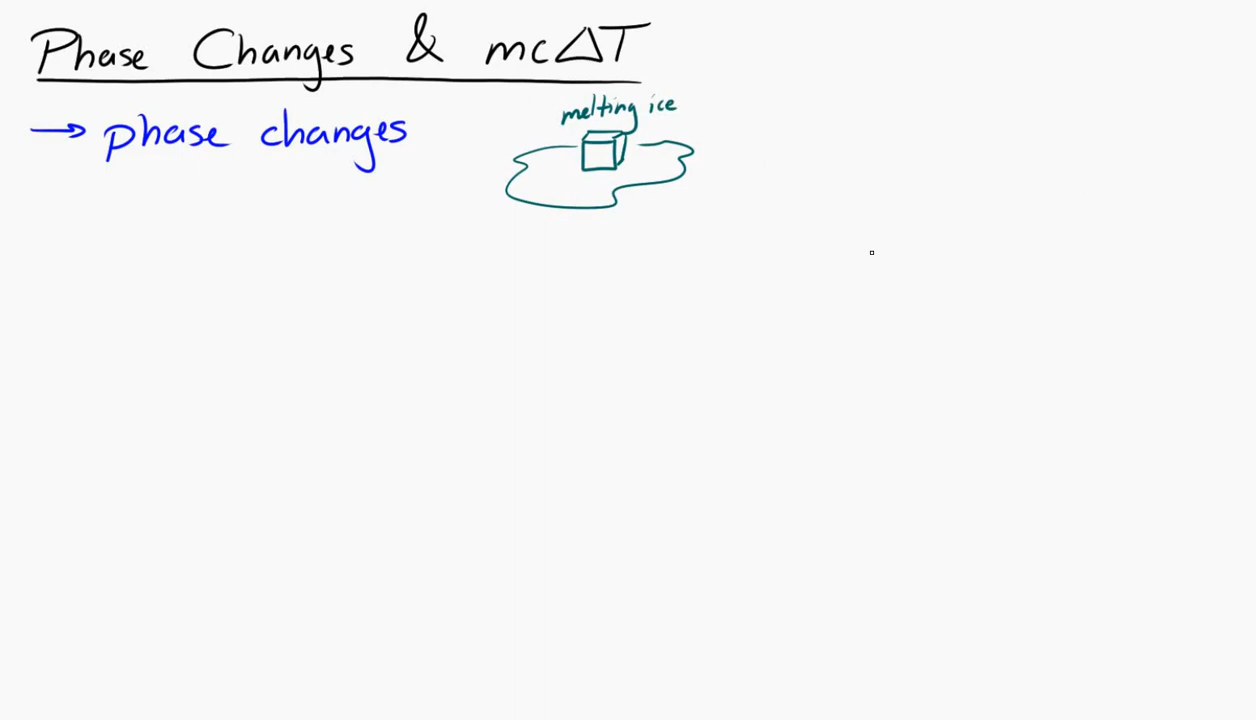 Phase Changes & mcΔT
→ phase changes
melting ice